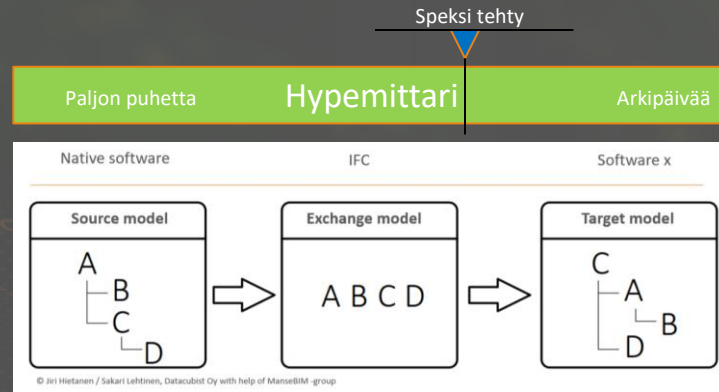 Speksi tehty
Paljon puhetta Hypemittari Arkipäivää
Native software IFC Software x
Source model Exchange model Target model
A
B
C
D
A B C D
C
A
B
D
© Jiri Hietanen / Sakari Lehtinen, Datacubist Oy with help of ManseBIM -group